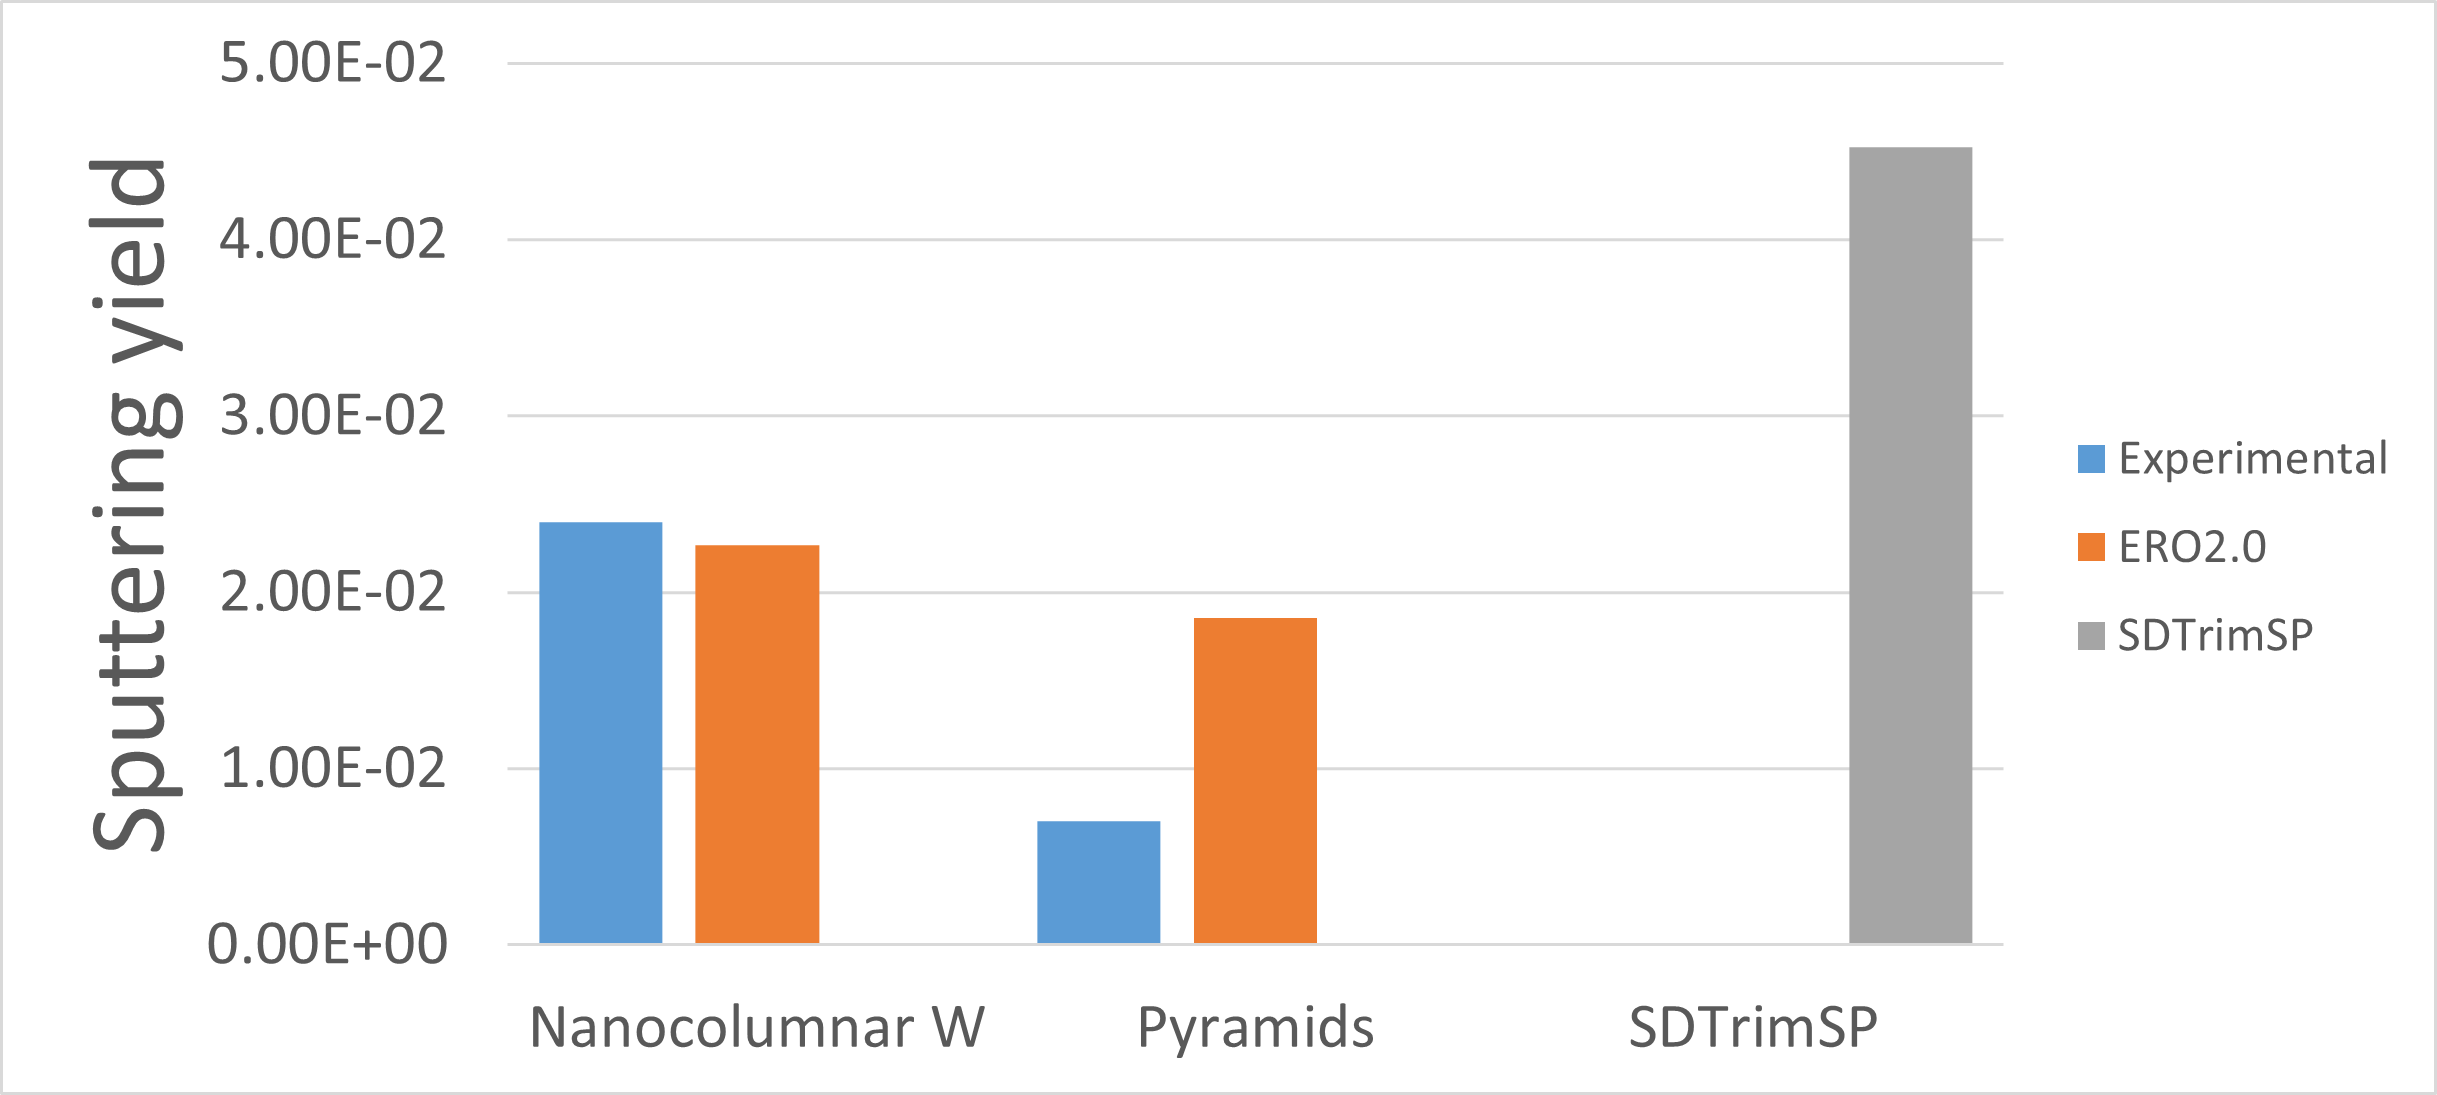 Sputtering yield
5.00E-02
4.00E-02
3.00E-02
2.00E-02
1.00E-02
0.00E+00
Nanocolumnar W
Pyramids
SDTrimSP
Experimental
ERO2.0
SDTrimSP